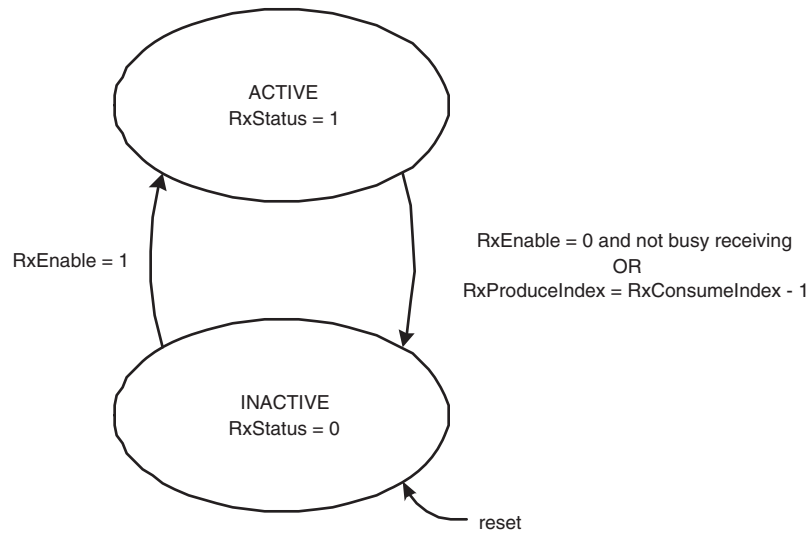 ACTIVE
RxStatus = 1
RxEnable = 1
RxEnable = 0 and not busy receiving
OR
RxProduceIndex = RxConsumeIndex - 1
INACTIVE
RxStatus = 0
reset